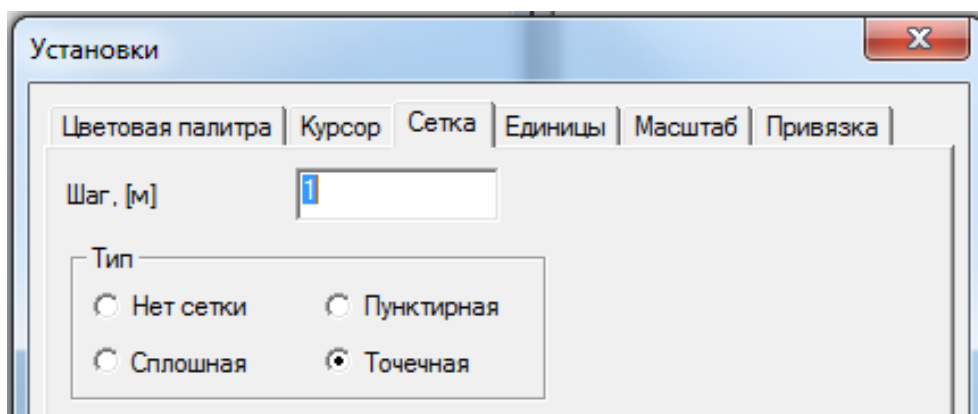 Установки
Цветовая палитра Курсор Сетка Единицы Масштаб Привязка
Шаг, [м] 1
Тип
Нет сетки Пунктирная
Сплошная Точечная